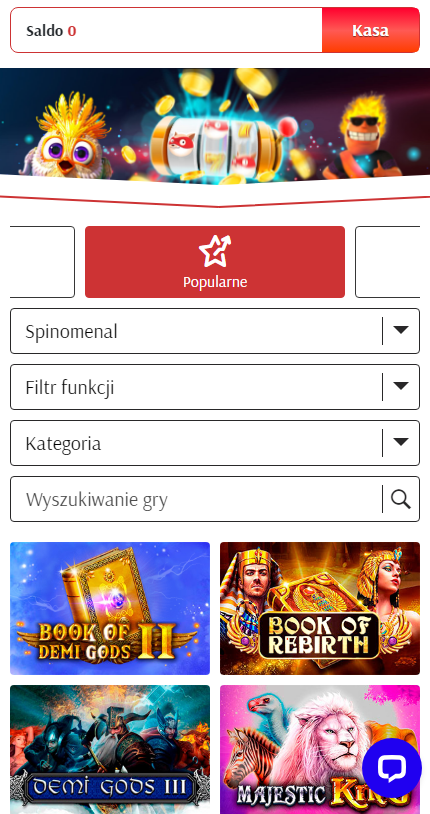 Saldo 0
Kasa
Popularne
Spinomenal
Filtr funkcji
Kategoria
Wyszukiwanie gry
BOOK OF
DEMI GODS II
BOOK OF
REBIRTH
DEMI GODS III
MAJESTIC